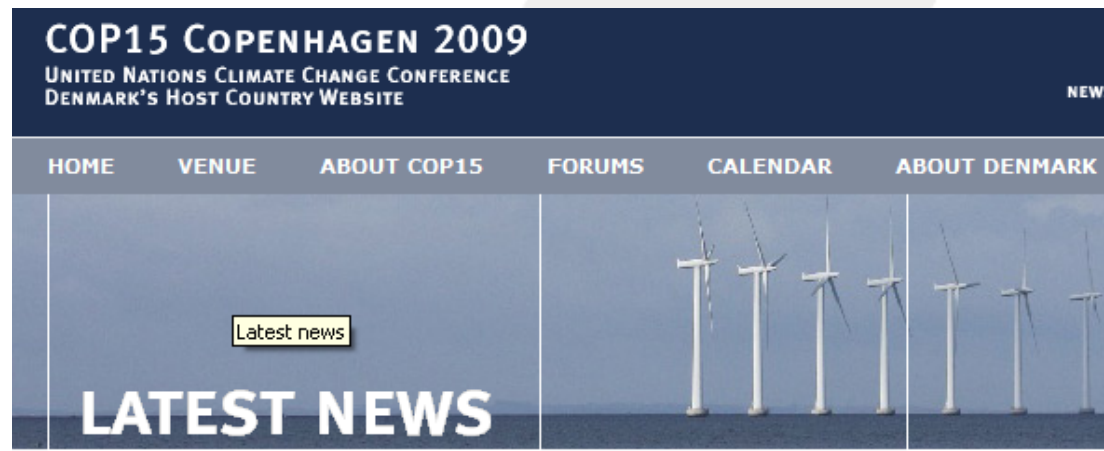 COP15 COPENHAGEN 2009
UNITED NATIONS CLIMATE CHANGE CONFERENCE
DENMARK'S HOST COUNTRY WEBSITE
NEW
HOME VENUE ABOUT COP15 FORUMS CALENDAR ABOUT DENMARK
Latest news
LATEST NEWS